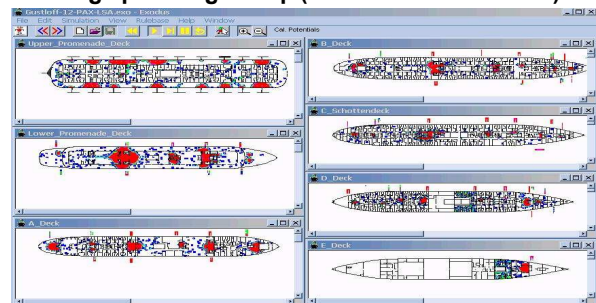 Gustloff-12-PAX-LSA.exo - Exodus
File Edit Simulation View Rulebase Help Window
Cal. Potentials
Upper_Promenade_Deck
Lower_Promenade_Deck
A_Deck
B_Deck
C_Schottendeck
D_Deck
E_Deck